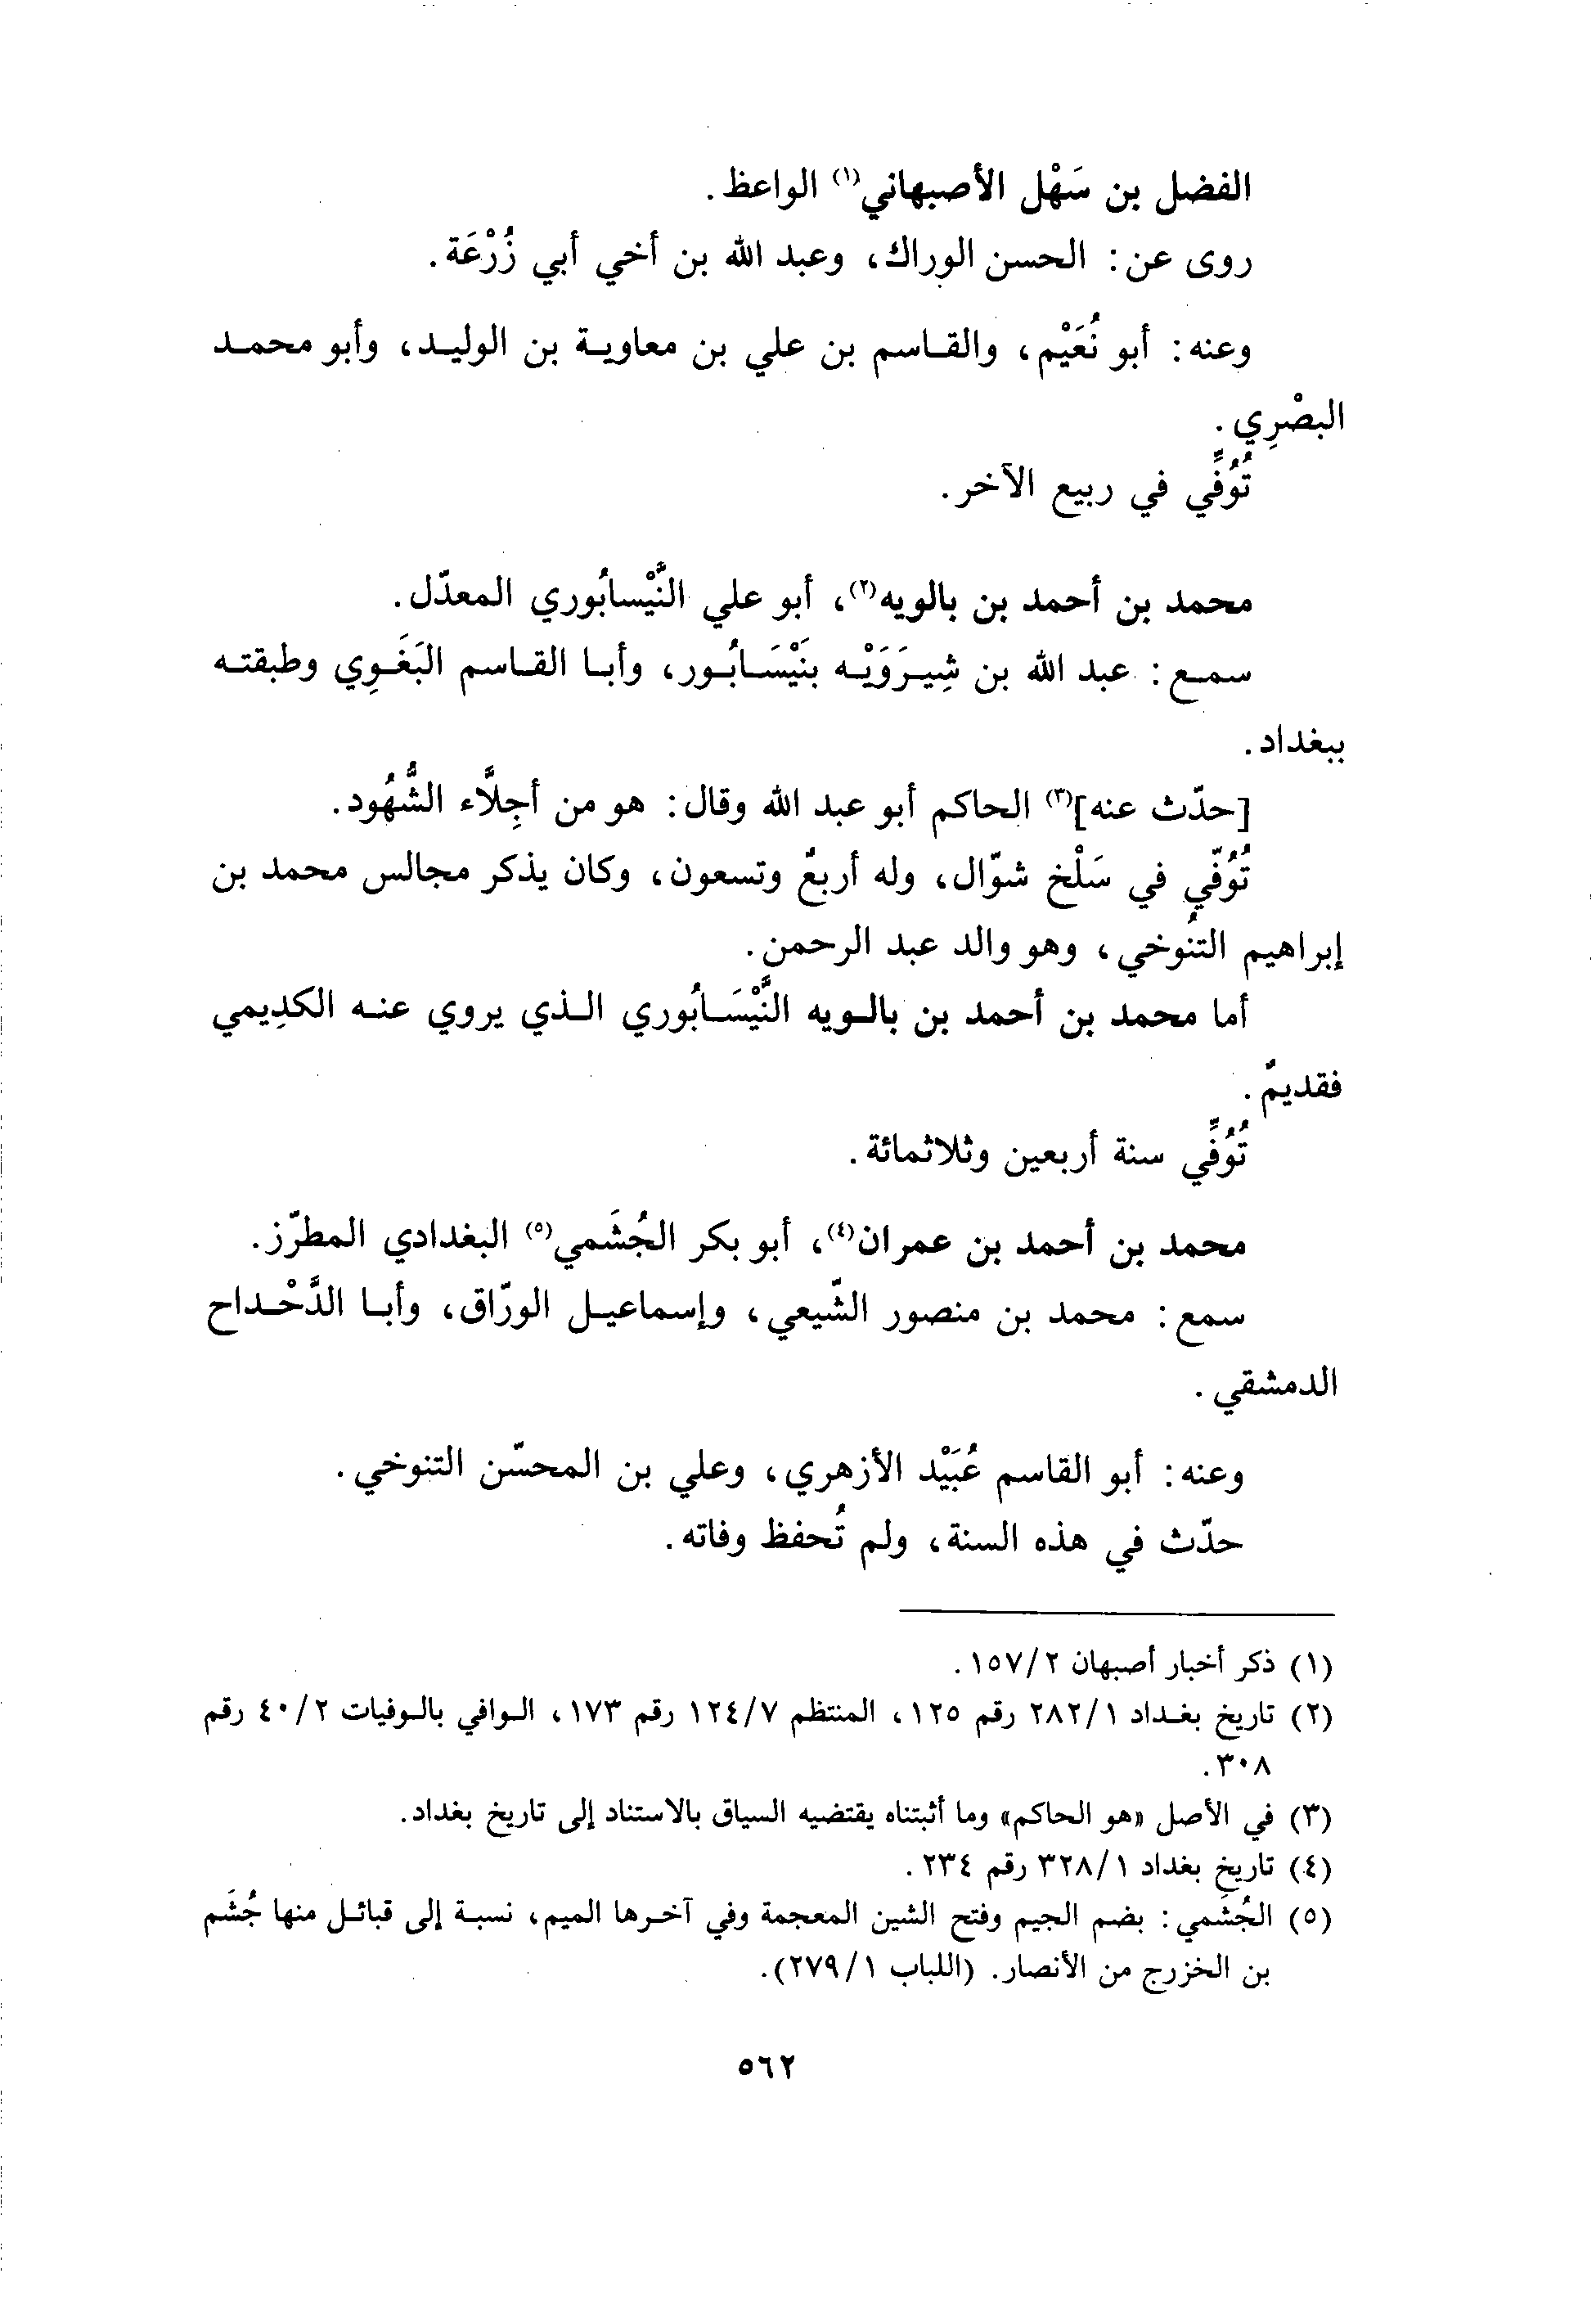 الفضل بن سَهْل الأصبهاني(١) الواعظ.
روى عن: الحسن الوراك، وعبد الله بن أخي أبي زُرْعَة.
وعنه: أبو نُعَيْم، والقاسم بن علي بن معاوية بن الوليد، وأبو محمد
البصْرِي.
تُوُفِّي في ربيع الآخر.
محمد بن أحمد بن بالويه(٢)، أبو علي النَّيْسابُوري المعدّل.
سمع: عبد الله بن شِيرَوَيْه بنَيْسَابُور، وأبا القاسم البَغَوِي وطبقته
ببغداد.
[حدّث عنه](٣) الحاكم أبو عبد الله وقال: هو من أجِلَّاء الشُّهُود.
تُوُفّي في سَلْخ شوّال، وله أربعٌ وتسعون، وكان يذكر مجالس محمد بن
إبراهيم التنُوخي، وهو والد عبد الرحمن.
أما محمد بن أحمد بن بالويه النَّيْسَابُوري الذي يروي عنه الكدِيمي
فقديمٌ.
تُوُفِّي سنة أربعين وثلاثمائة.
محمد بن أحمد بن عمران(٤)، أبو بكر الجُشَمي(٥) البغدادي المطرّز.
سمع: محمد بن منصور الشّيعي، وإسماعيل الورّاق، وأبا الدَّحْداح
الدمشقي.
وعنه: أبو القاسم عُبَيْد الأزهري، وعلي بن المحسّن التنوخي.
حدّث في هذه السنة، ولم تُحفظ وفاته.
(١) ذكر أخبار أصبهان ٢/ ١٥٧.
(٢) تاريخ بغداد ١/ ٢٨٢ رقم ١٢٥، المنتظم ٧/ ١٢٤ رقم ١٧٣، الوافي بالوفيات ٢/ ٤٠ رقم
٣٠٨.
(٣) في الأصل «هو الحاكم» وما أثبتناه يقتضيه السياق بالاستناد إلى تاريخ بغداد.
(٤) تاريخ بغداد ١/ ٣٢٨ رقم ٢٣٤.
(٥) الجُشَمي: بضم الجيم وفتح الشين المعجمة وفي آخرها الميم، نسبة إلى قبائل منها جُشَم
بن الخزرج من الأنصار. (اللباب ١/ ٢٧٩).
٥٦٢